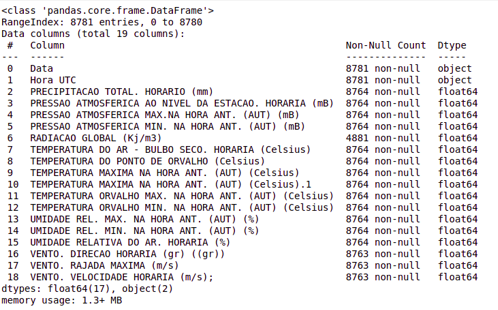 <class 'pandas.core.frame.DataFrame'>
RangeIndex: 8781 entries, 0 to 8780
Data columns (total 19 columns):
 #   Column                                                 Non-Null Count  Dtype
---  ------                                                 --------------  -----
 0   Data                                                   8781 non-null   object
 1   Hora UTC                                               8781 non-null   object
 2   PRECIPITACAO TOTAL. HORARIO (mm)                       8764 non-null   float64
 3   PRESSAO ATMOSFERICA AO NIVEL DA ESTACAO. HORARIA (mB)  8764 non-null   float64
 4   PRESSAO ATMOSFERICA MAX.NA HORA ANT. (AUT) (mB)        8764 non-null   float64
 5   PRESSAO ATMOSFERICA MIN. NA HORA ANT. (AUT) (mB)       8764 non-null   float64
 6   RADIACAO GLOBAL (Kj/m3)                                4881 non-null   float64
 7   TEMPERATURA DO AR - BULBO SECO. HORARIA (Celsius)      8764 non-null   float64
 8   TEMPERATURA DO PONTO DE ORVALHO (Celsius)              8764 non-null   float64
 9   TEMPERATURA MAXIMA NA HORA ANT. (AUT) (Celsius)        8764 non-null   float64
 10  TEMPERATURA MAXIMA NA HORA ANT. (AUT) (Celsius).1      8764 non-null   float64
 11  TEMPERATURA ORVALHO MAX. NA HORA ANT. (AUT) (Celsius)  8764 non-null   float64
 12  TEMPERATURA ORVALHO MIN. NA HORA ANT. (AUT) (Celsius)  8764 non-null   float64
 13  UMIDADE REL. MAX. NA HORA ANT. (AUT) (%)               8764 non-null   float64
 14  UMIDADE REL. MIN. NA HORA ANT. (AUT) (%)               8764 non-null   float64
 15  UMIDADE RELATIVA DO AR. HORARIA (%)                    8764 non-null   float64
 16  VENTO. DIRECAO HORARIA (gr) ((gr))                     8763 non-null   float64
 17  VENTO. RAJADA MAXIMA (m/s)                             8763 non-null   float64
 18  VENTO. VELOCIDADE HORARIA (m/s);                       8763 non-null   float64
dtypes: float64(17), object(2)
memory usage: 1.3+ MB